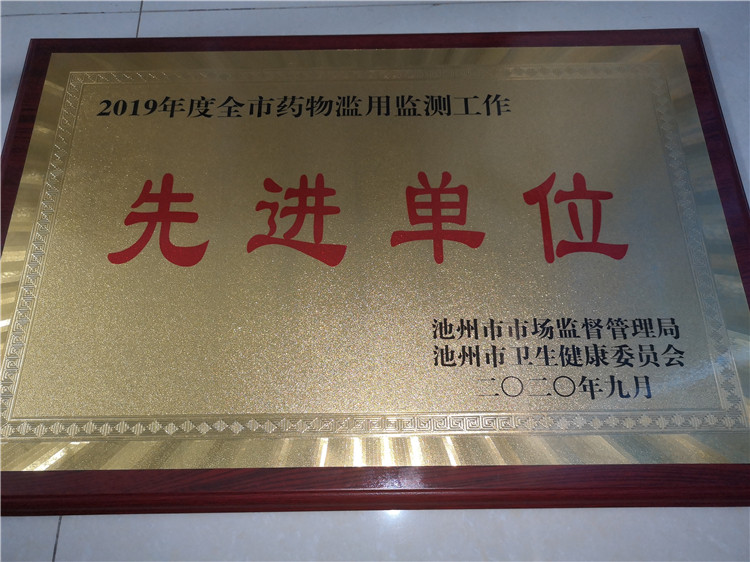 2019年度全市药物滥用监测工作
先进单位
池州市市场监督管理局
池州市卫生健康委员会
二〇二〇年九月